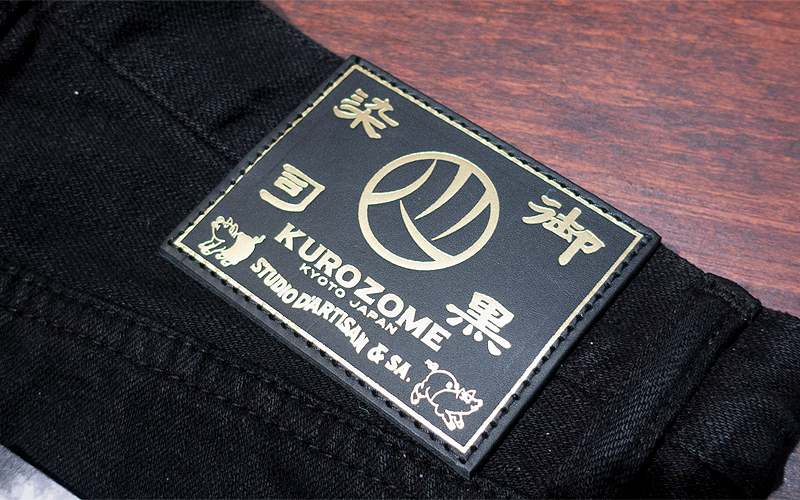 御黒
染司
KUROZOME
KYOTO JAPAN
STUDIO D'ARTISAN & SA.